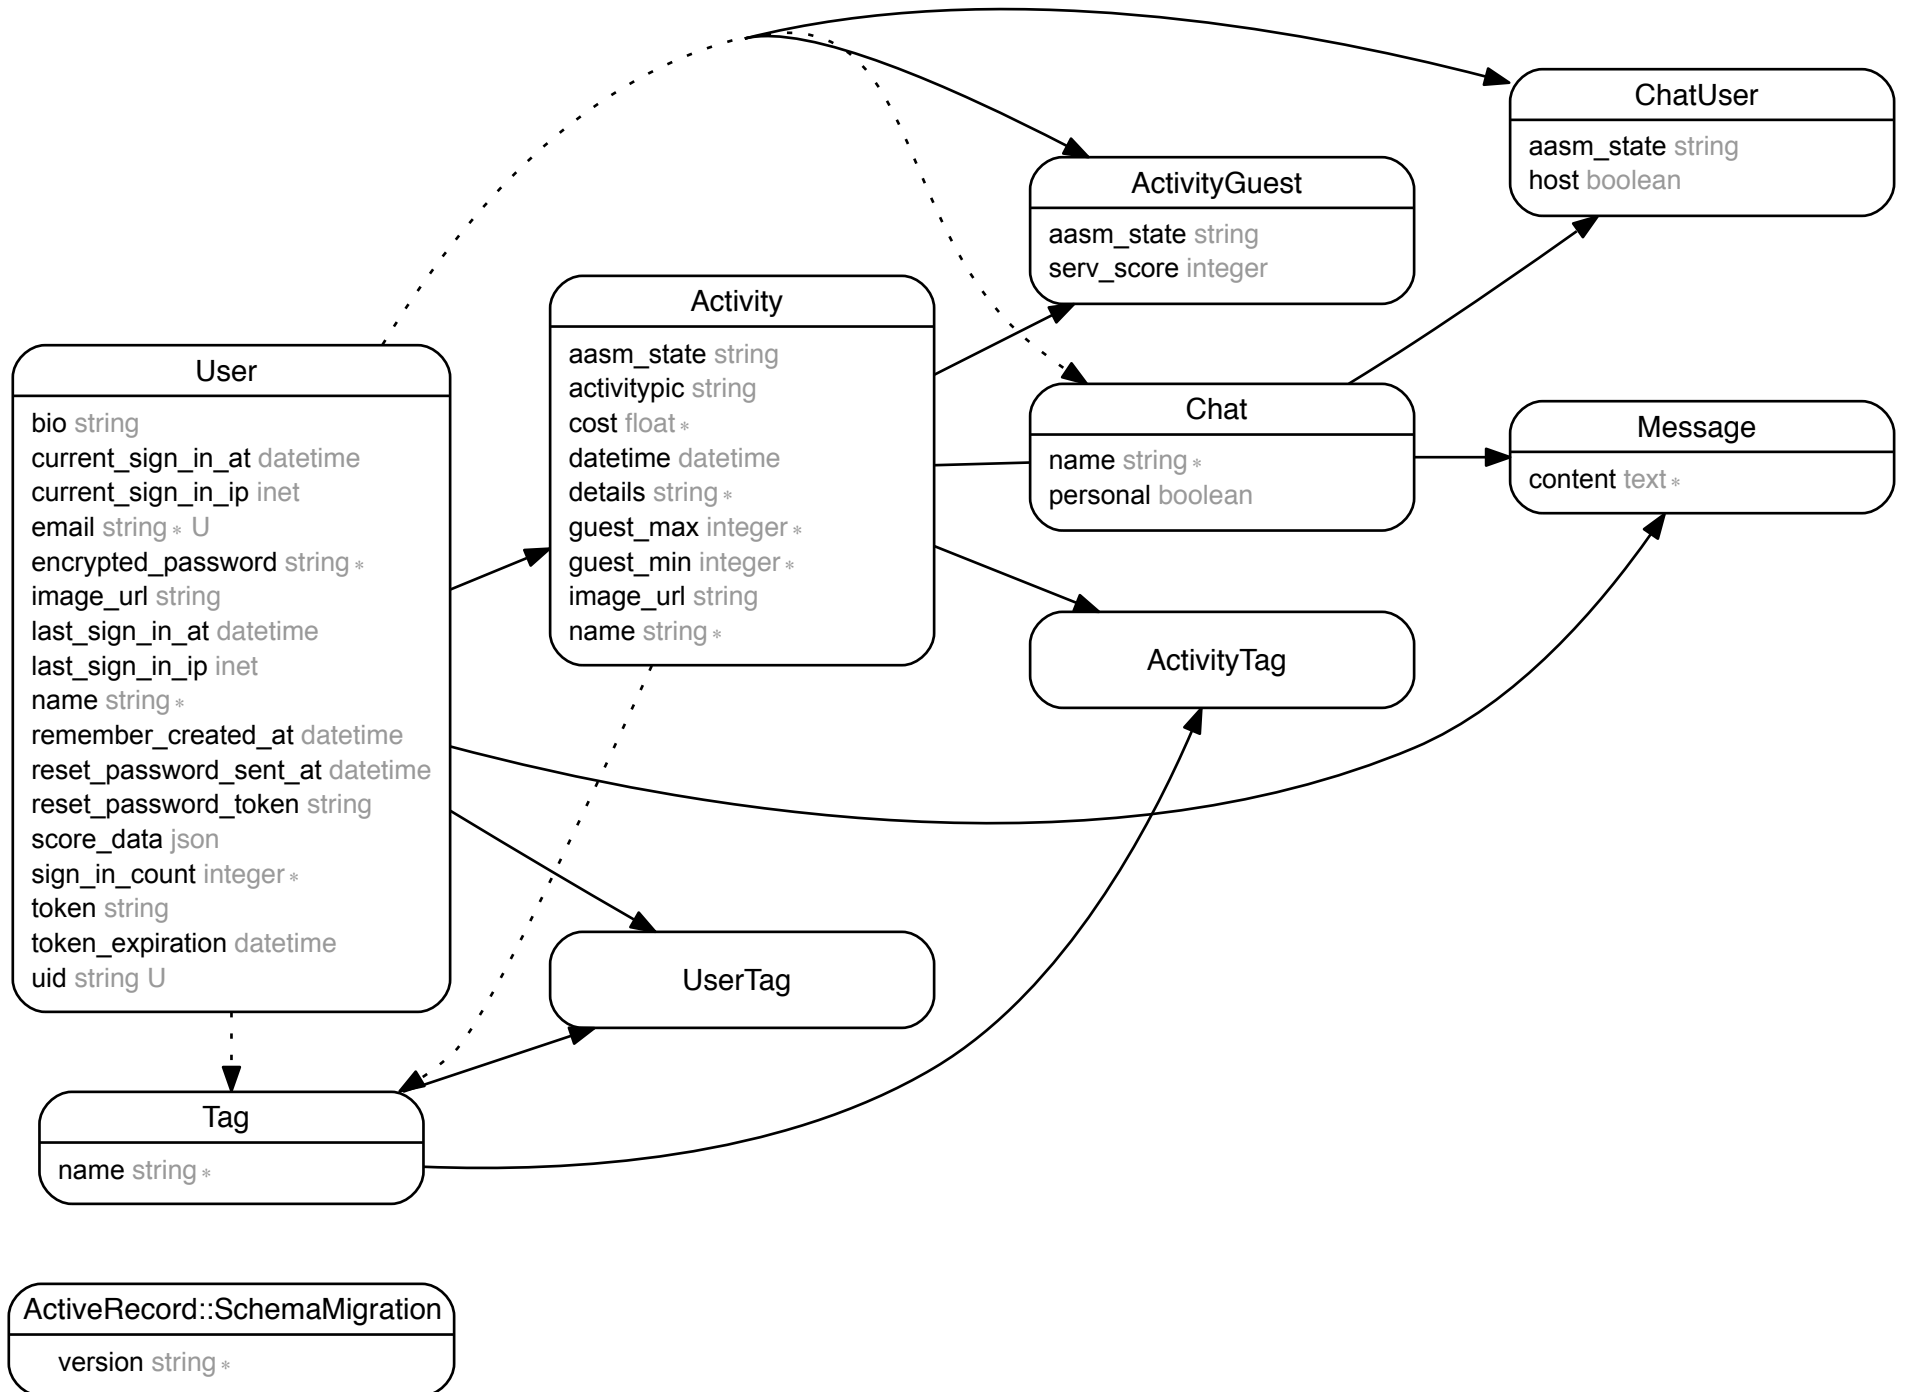 User
bio string
current_sign_in_at datetime
current_sign_in_ip inet
email string * U
encrypted_password string *
image_url string
last_sign_in_at datetime
last_sign_in_ip inet
name string *
remember_created_at datetime
reset_password_sent_at datetime
reset_password_token string
score_data json
sign_in_count integer *
token string
token_expiration datetime
uid string U
Activity
aasm_state string
activitypic string
cost float *
datetime datetime
details string *
guest_max integer *
guest_min integer *
image_url string
name string *
ActivityGuest
aasm_state string
serv_score integer
ChatUser
aasm_state string
host boolean
Chat
name string *
personal boolean
Message
content text *
ActivityTag
UserTag
Tag
name string *
ActiveRecord::SchemaMigration
version string *